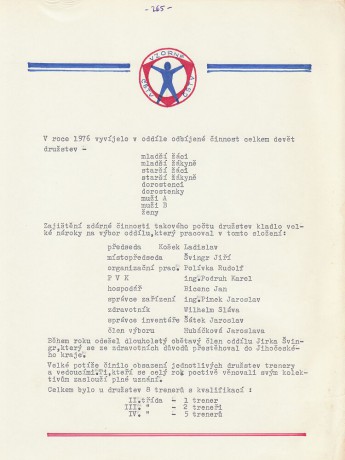 - 265 -
VZORNÝ
V roce 1976 vyvíjelo v oddíle odbíjené činnost celkem devět
družstev -
mladší žáci
mladší žákyně
starší žáci
starší žákyně
dorostenci
dorostenky
muži A
muži B
ženy
Zajištění zdárné činnosti takového počtu družstev kladlo vel-
ké nároky na výbor oddílu, který pracoval v tomto složení:
předseda Koček Ladislav
místopředseda Švingr Jiří
organizační prac. Polívka Rudolf
P V K ing. Podruh Karel
hospodář Ricenc Jan
správce zařízení ing. Pinek Jaroslav
zdravotník Wilhelm Sláva
správce inventáře Šátek Jaroslav
člen výboru Hubáčková Jaroslava
Během roku odešel dlouholetý obětavý člen oddílu Jirka Švin-
gr, který se ze zdravotních důvodů přestěhoval do Jihočeské-
ho kraje.
Velké potíže činilo obsazení jednotlivých družstev trenery
a vedoucími. Ti, kteří se celý rok poctivě věnovali svým kolek-
tivům zaslouží plné uznání.
Celkem bylo u družstev 8 trenerů s kvalifikací :
II. třída - 1 trener
III. " - 2 treneři
IV. " - 5 trenerů